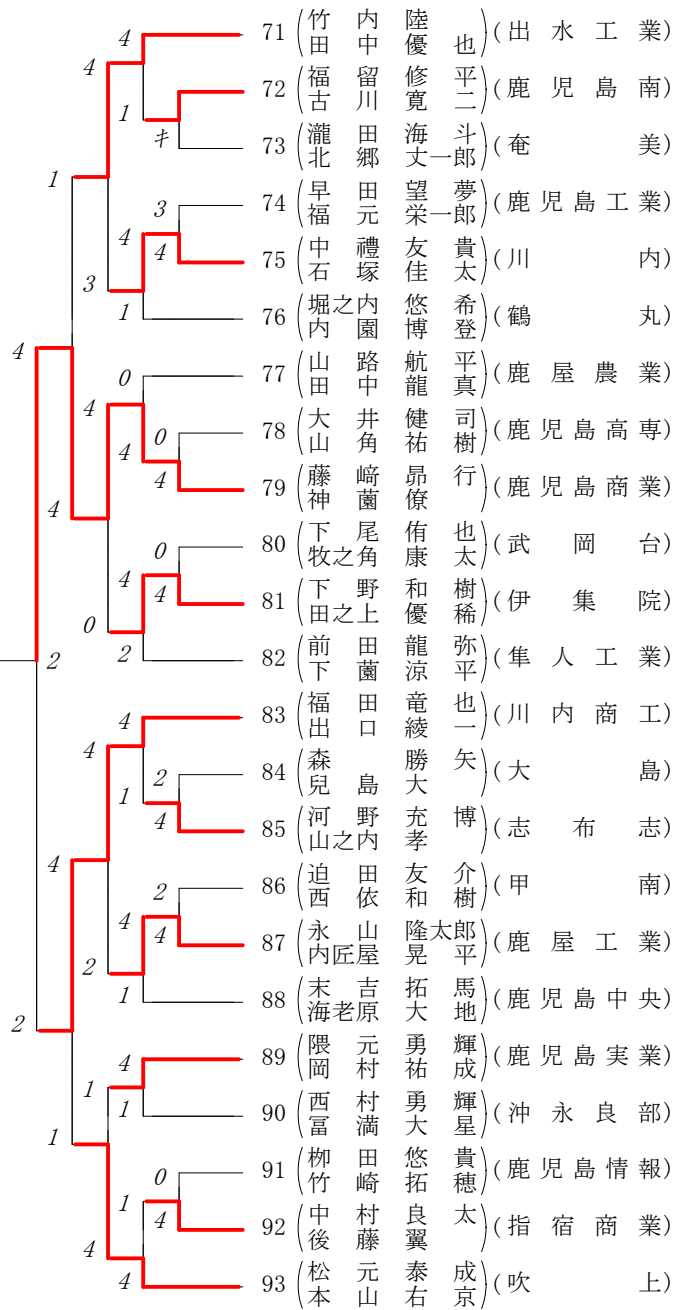 4
71 (竹内陸 田中優也) (出水工業)
4
1
72 (福留修平 古川寛二) (鹿児島南)
キ
73 (瀧田海斗 北郷丈一郎) (奄美)
1
3
74 (早田望夢 福元栄一郎) (鹿児島工業)
4
4
75 (中禮友貴 石塚佳太) (川内)
3
1
76 (堀之内悠希 内園博登) (鶴丸)
4
0
77 (山路航平 田中龍真) (鹿屋農業)
4
0
78 (大井健司 山角祐樹) (鹿児島高専)
4
4
79 (藤﨑昴行 神薗僚) (鹿児島商業)
4
0
80 (下尾侑也 牧之角康太) (武岡台)
4
4
81 (下野和樹 田之上優稀) (伊集院)
0
2
82 (前田龍弥 下薗涼平) (隼人工業)
2
4
83 (福田竜也 出口綾一) (川内商工)
4
2
84 (森勝矢 兒島大) (大島)
1
4
85 (河野充博 山之内孝) (志布志)
4
2
86 (迫田友介 西依和樹) (甲南)
4
4
87 (永山隆太郎 内匠屋晃平) (鹿屋工業)
2
1
88 (末吉拓馬 海老原大地) (鹿児島中央)
2
4
89 (隈元勇輝 岡村祐成) (鹿児島実業)
1
1
90 (西村勇輝 冨満大星) (沖永良部)
1
0
91 (栁田悠貴 竹崎拓穂) (鹿児島情報)
1
4
92 (中村良太 後藤翼) (指宿商業)
4
4
93 (松元泰成 本山右京) (吹上)